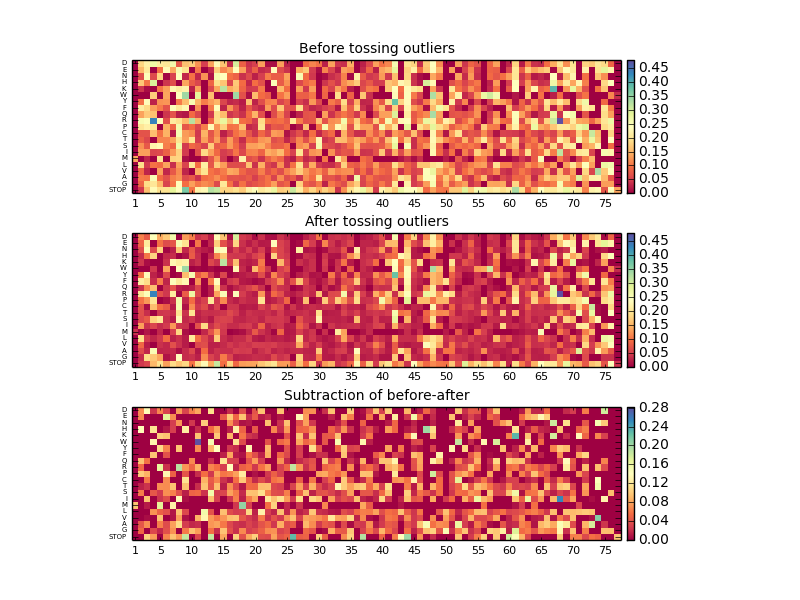 Before tossing outliers
D
E
N
H
K
W
Y
F
Q
R
P
C
T
S
I
M
L
V
A
G
STOP
1 5 10 15 20 25 30 35 40 45 50 55 60 65 70 75
0.45
0.40
0.35
0.30
0.25
0.20
0.15
0.10
0.05
0.00
After tossing outliers
D
E
N
H
K
W
Y
F
Q
R
P
C
T
S
I
M
L
V
A
G
STOP
1 5 10 15 20 25 30 35 40 45 50 55 60 65 70 75
0.45
0.40
0.35
0.30
0.25
0.20
0.15
0.10
0.05
0.00
Subtraction of before-after
D
E
N
H
K
W
Y
F
Q
R
P
C
T
S
I
M
L
V
A
G
STOP
1 5 10 15 20 25 30 35 40 45 50 55 60 65 70 75
0.28
0.24
0.20
0.16
0.12
0.08
0.04
0.00